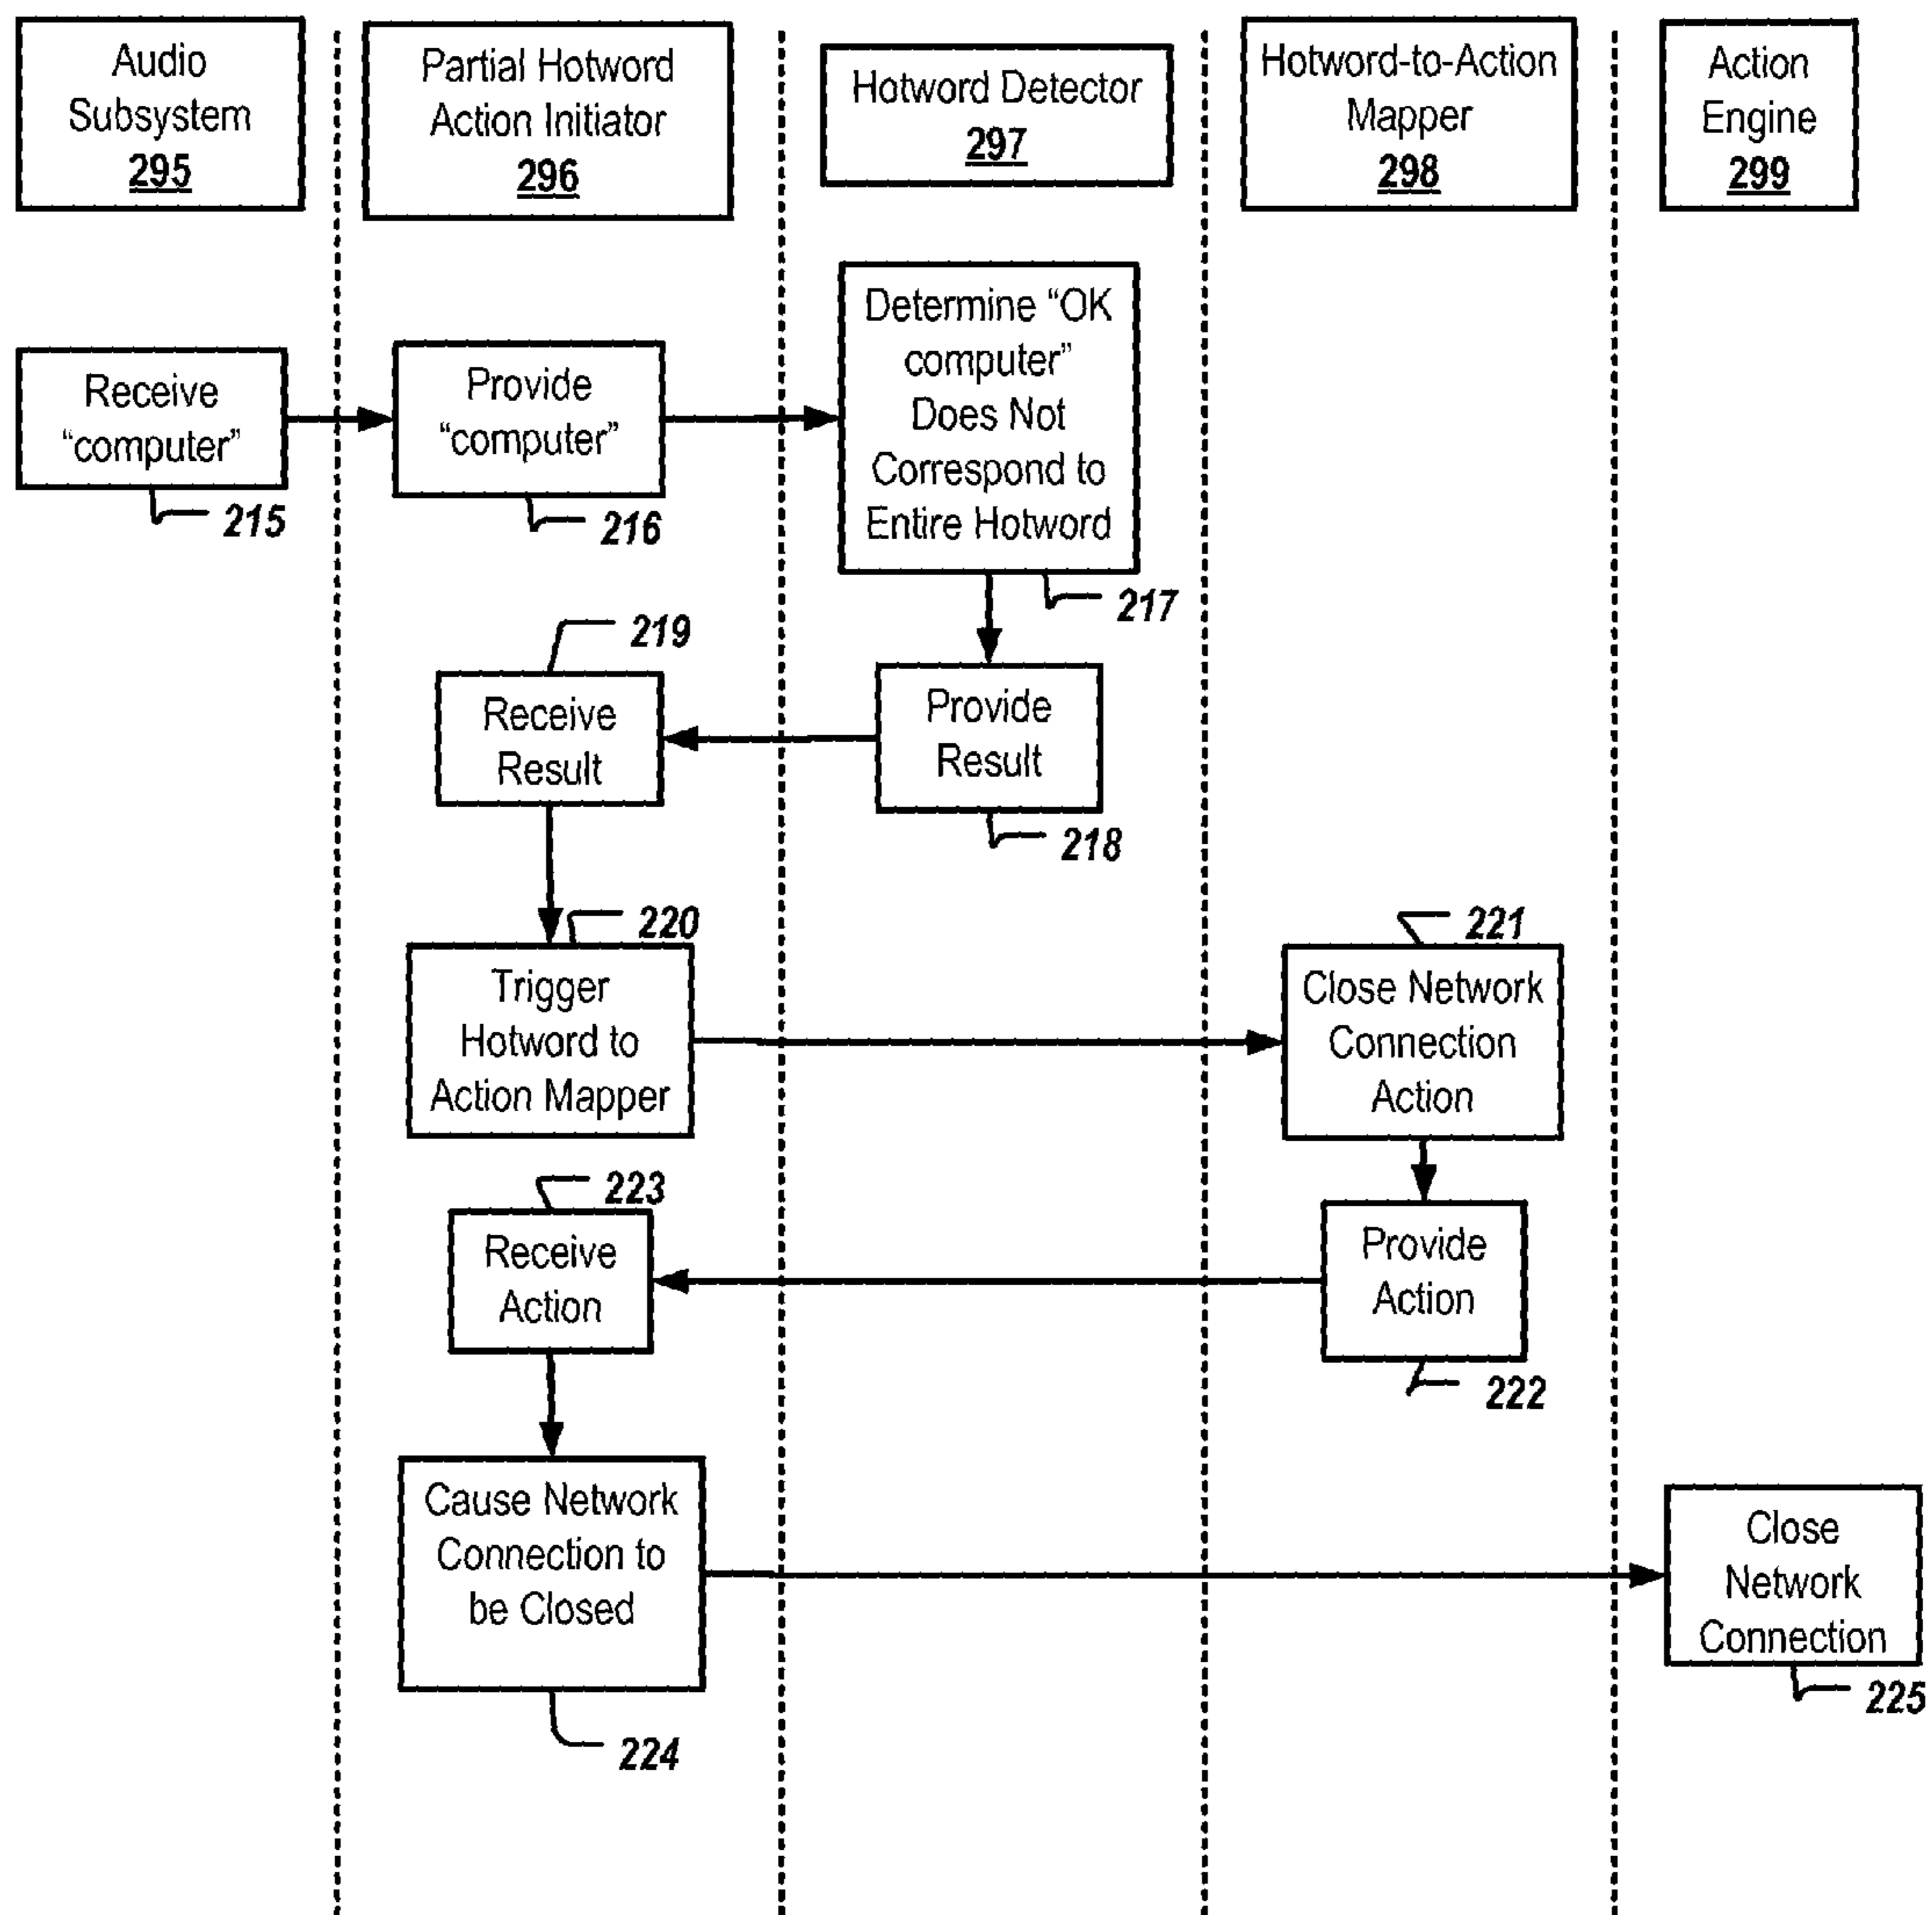 Audio
Subsystem
295
Partial Hotword
Action Initiator
296
Hotword Detector
297
Hotword-to-Action
Mapper
298
Action
Engine
299
Receive
“computer”
215
Provide
“computer”
216
Determine “OK
computer”
Does Not
Correspond to
Entire Hotword
217
Provide
Result
218
219
Receive
Result
220
Trigger
Hotword to
Action Mapper
221
Close Network
Connection
Action
Provide
Action
222
223
Receive
Action
Cause Network
Connection to
be Closed
224
Close
Network
Connection
225